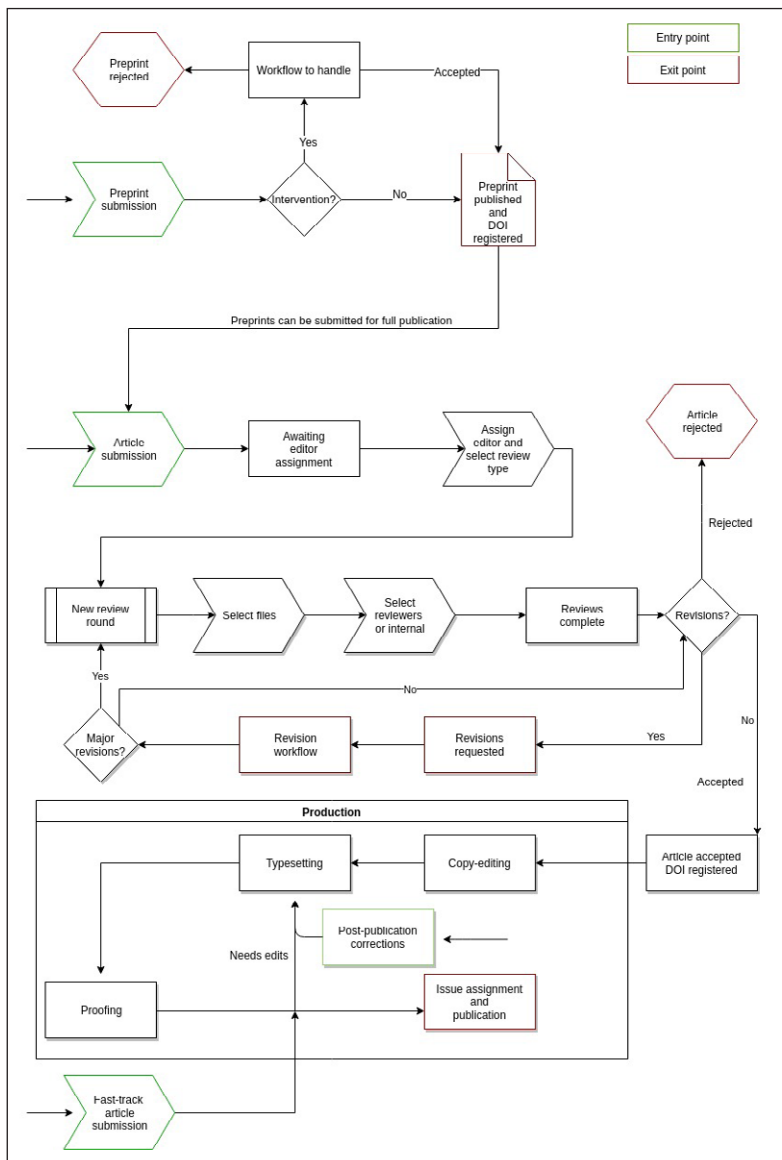 Entry point
Exit point
Preprint
rejected
Workflow to handle
Accepted
Yes
Preprint
submission
Intervention?
No
Preprint
published
and
DOI
registered
Preprints can be submitted for full publication
Article
submission
Awaiting
editor
assignment
Assign
editor and
select review
type
Article
rejected
Rejected
New review
round
Select files
Select
reviewers
or internal
Reviews
complete
Revisions?
Yes
No
No
Major
revisions?
Revision
workflow
Revisions
requested
Yes
Accepted
Production
Typesetting
Copy-editing
Article accepted
DOI registered
Post-publication
corrections
Needs edits
Proofing
Issue assignment
and
publication
Fast-track
article
submission